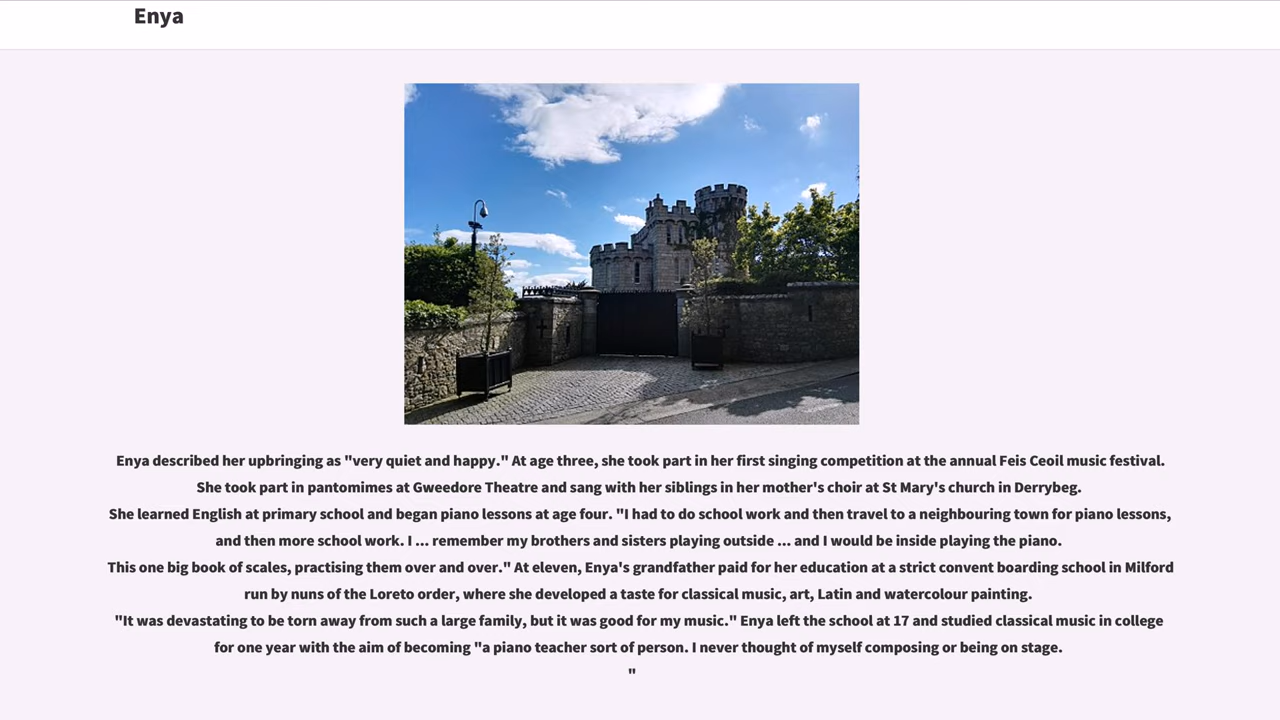 Enya
Enya described her upbringing as "very quiet and happy." At age three, she took part in her first singing competition at the annual Feis Ceoil music festival.
She took part in pantomimes at Gweedore Theatre and sang with her siblings in her mother's choir at St Mary's church in Derrybeg.
She learned English at primary school and began piano lessons at age four. "I had to do school work and then travel to a neighbouring town for piano lessons,
and then more school work. I ... remember my brothers and sisters playing outside ... and I would be inside playing the piano.
This one big book of scales, practising them over and over." At eleven, Enya's grandfather paid for her education at a strict convent boarding school in Milford
run by nuns of the Loreto order, where she developed a taste for classical music, art, Latin and watercolour painting.
"It was devastating to be torn away from such a large family, but it was good for my music." Enya left the school at 17 and studied classical music in college
for one year with the aim of becoming "a piano teacher sort of person. I never thought of myself composing or being on stage.
"